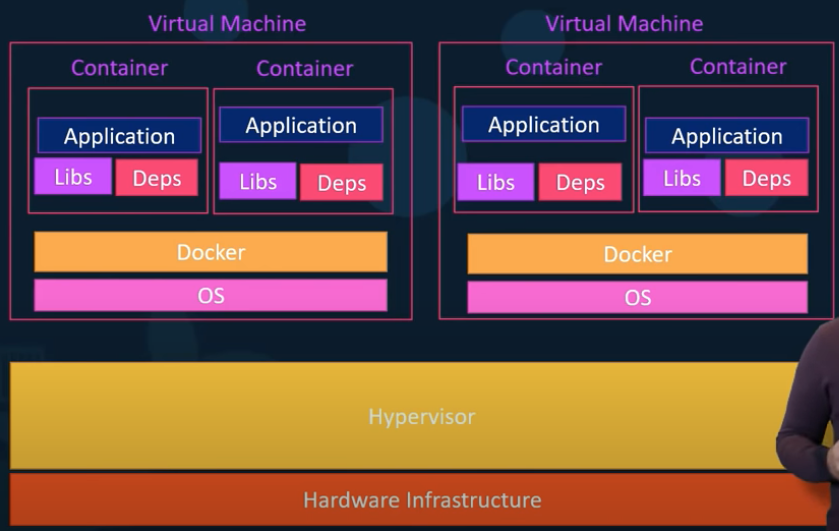 Virtual Machine
Virtual Machine
Container
Container
Container
Container
Application
Application
Application
Application
Libs
Deps
Libs
Deps
Libs
Deps
Libs
Deps
Docker
Docker
OS
OS
Hypervisor
Hardware Infrastructure